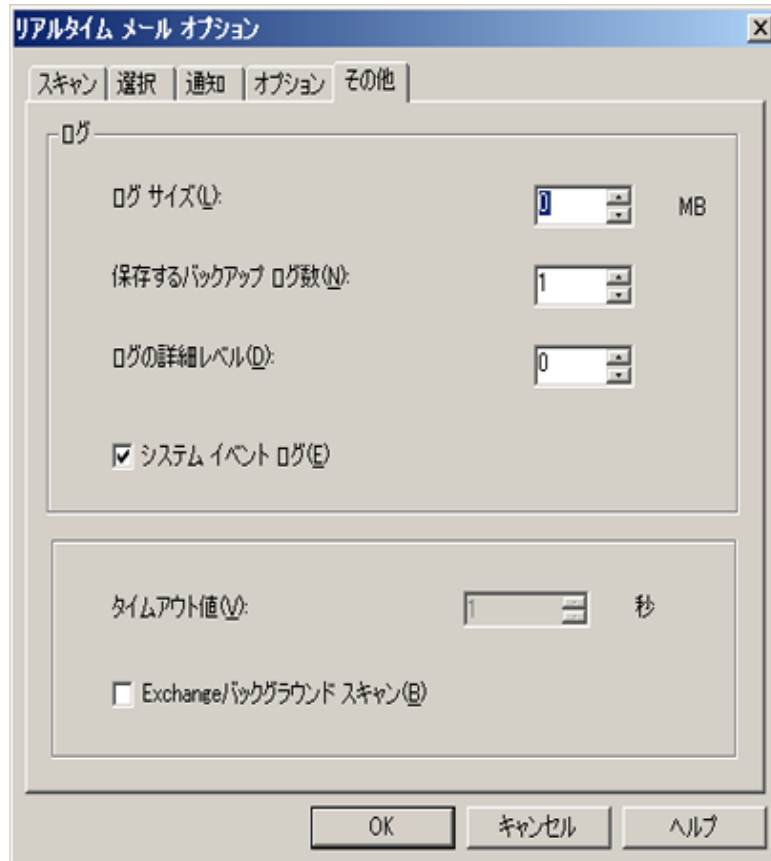 リアルタイム メール オプション
スキャン 選択 通知 オプション その他
ログ
ログ サイズ(L): 0 MB
保存するバックアップ ログ数(N): 1
ログの詳細レベル(D): 0
システム イベント ログ(E)
タイムアウト値(V): 1 秒
Exchangeバックグラウンド スキャン(B)
OK キャンセル ヘルプ